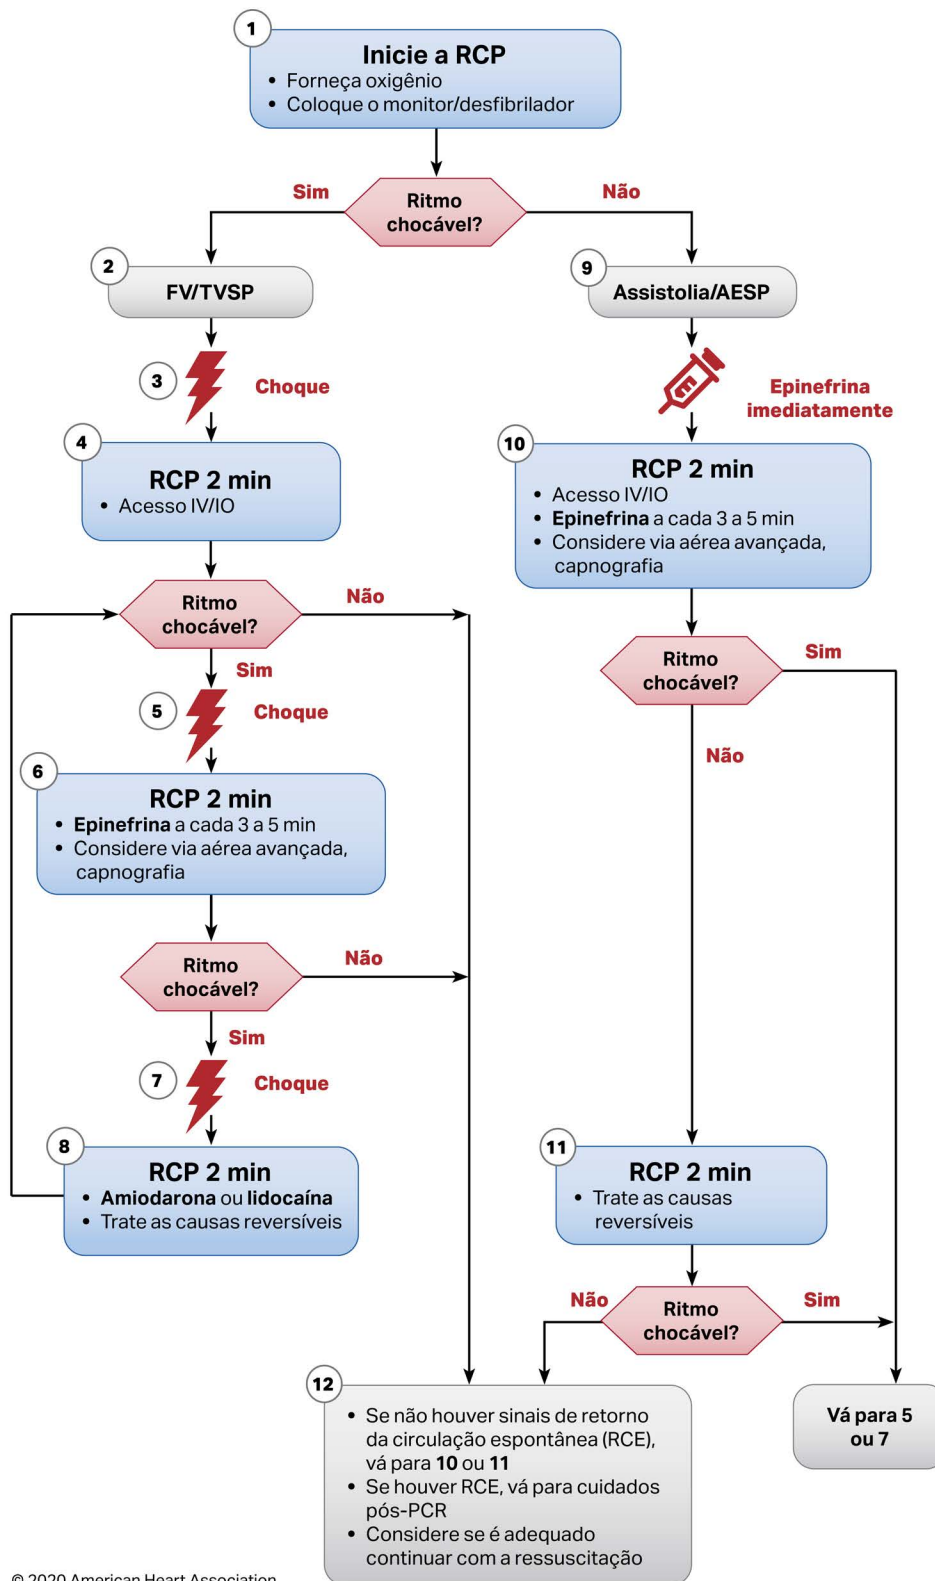 1
Inicie a RCP
• Forneça oxigênio
• Coloque o monitor/desfibrilador
Ritmo
chocável?
Sim
Não
2
FV/TVSP
3
Choque
4
RCP 2 min
• Acesso IV/IO
Ritmo
chocável?
Não
Sim
5
Choque
6
RCP 2 min
• Epinefrina a cada 3 a 5 min
• Considere via aérea avançada,
capnografia
Ritmo
chocável?
Não
Sim
7
Choque
8
RCP 2 min
• Amiodarona ou lidocaína
• Trate as causas reversíveis
9
Assistolia/AESP
Epinefrina
imediatamente
10
RCP 2 min
• Acesso IV/IO
• Epinefrina a cada 3 a 5 min
• Considere via aérea avançada,
capnografia
Ritmo
chocável?
Sim
Não
11
RCP 2 min
• Trate as causas
reversíveis
Ritmo
chocável?
Não
Sim
12
• Se não houver sinais de retorno
da circulação espontânea (RCE),
vá para 10 ou 11
• Se houver RCE, vá para cuidados
pós-PCR
• Considere se é adequado
continuar com a ressuscitação
Vá para 5
ou 7
© 2020 American Heart Association